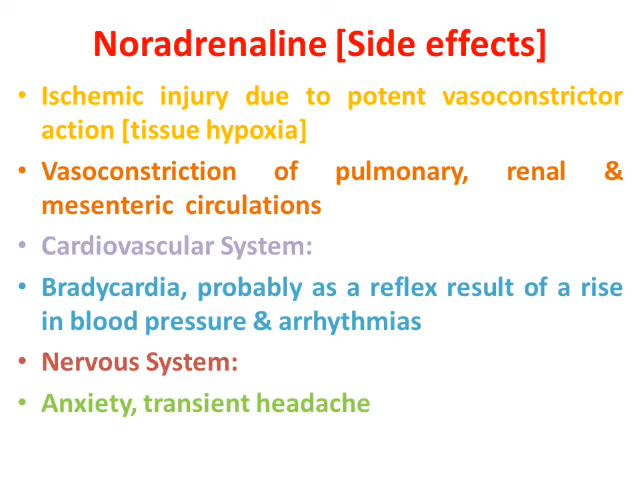 Noradrenaline [Side effects]
• Ischemic injury due to potent vasoconstrictor
action [tissue hypoxia]
• Vasoconstriction of pulmonary, renal &
mesenteric circulations
• Cardiovascular System:
• Bradycardia, probably as a reflex result of a rise
in blood pressure & arrhythmias
• Nervous System:
• Anxiety, transient headache